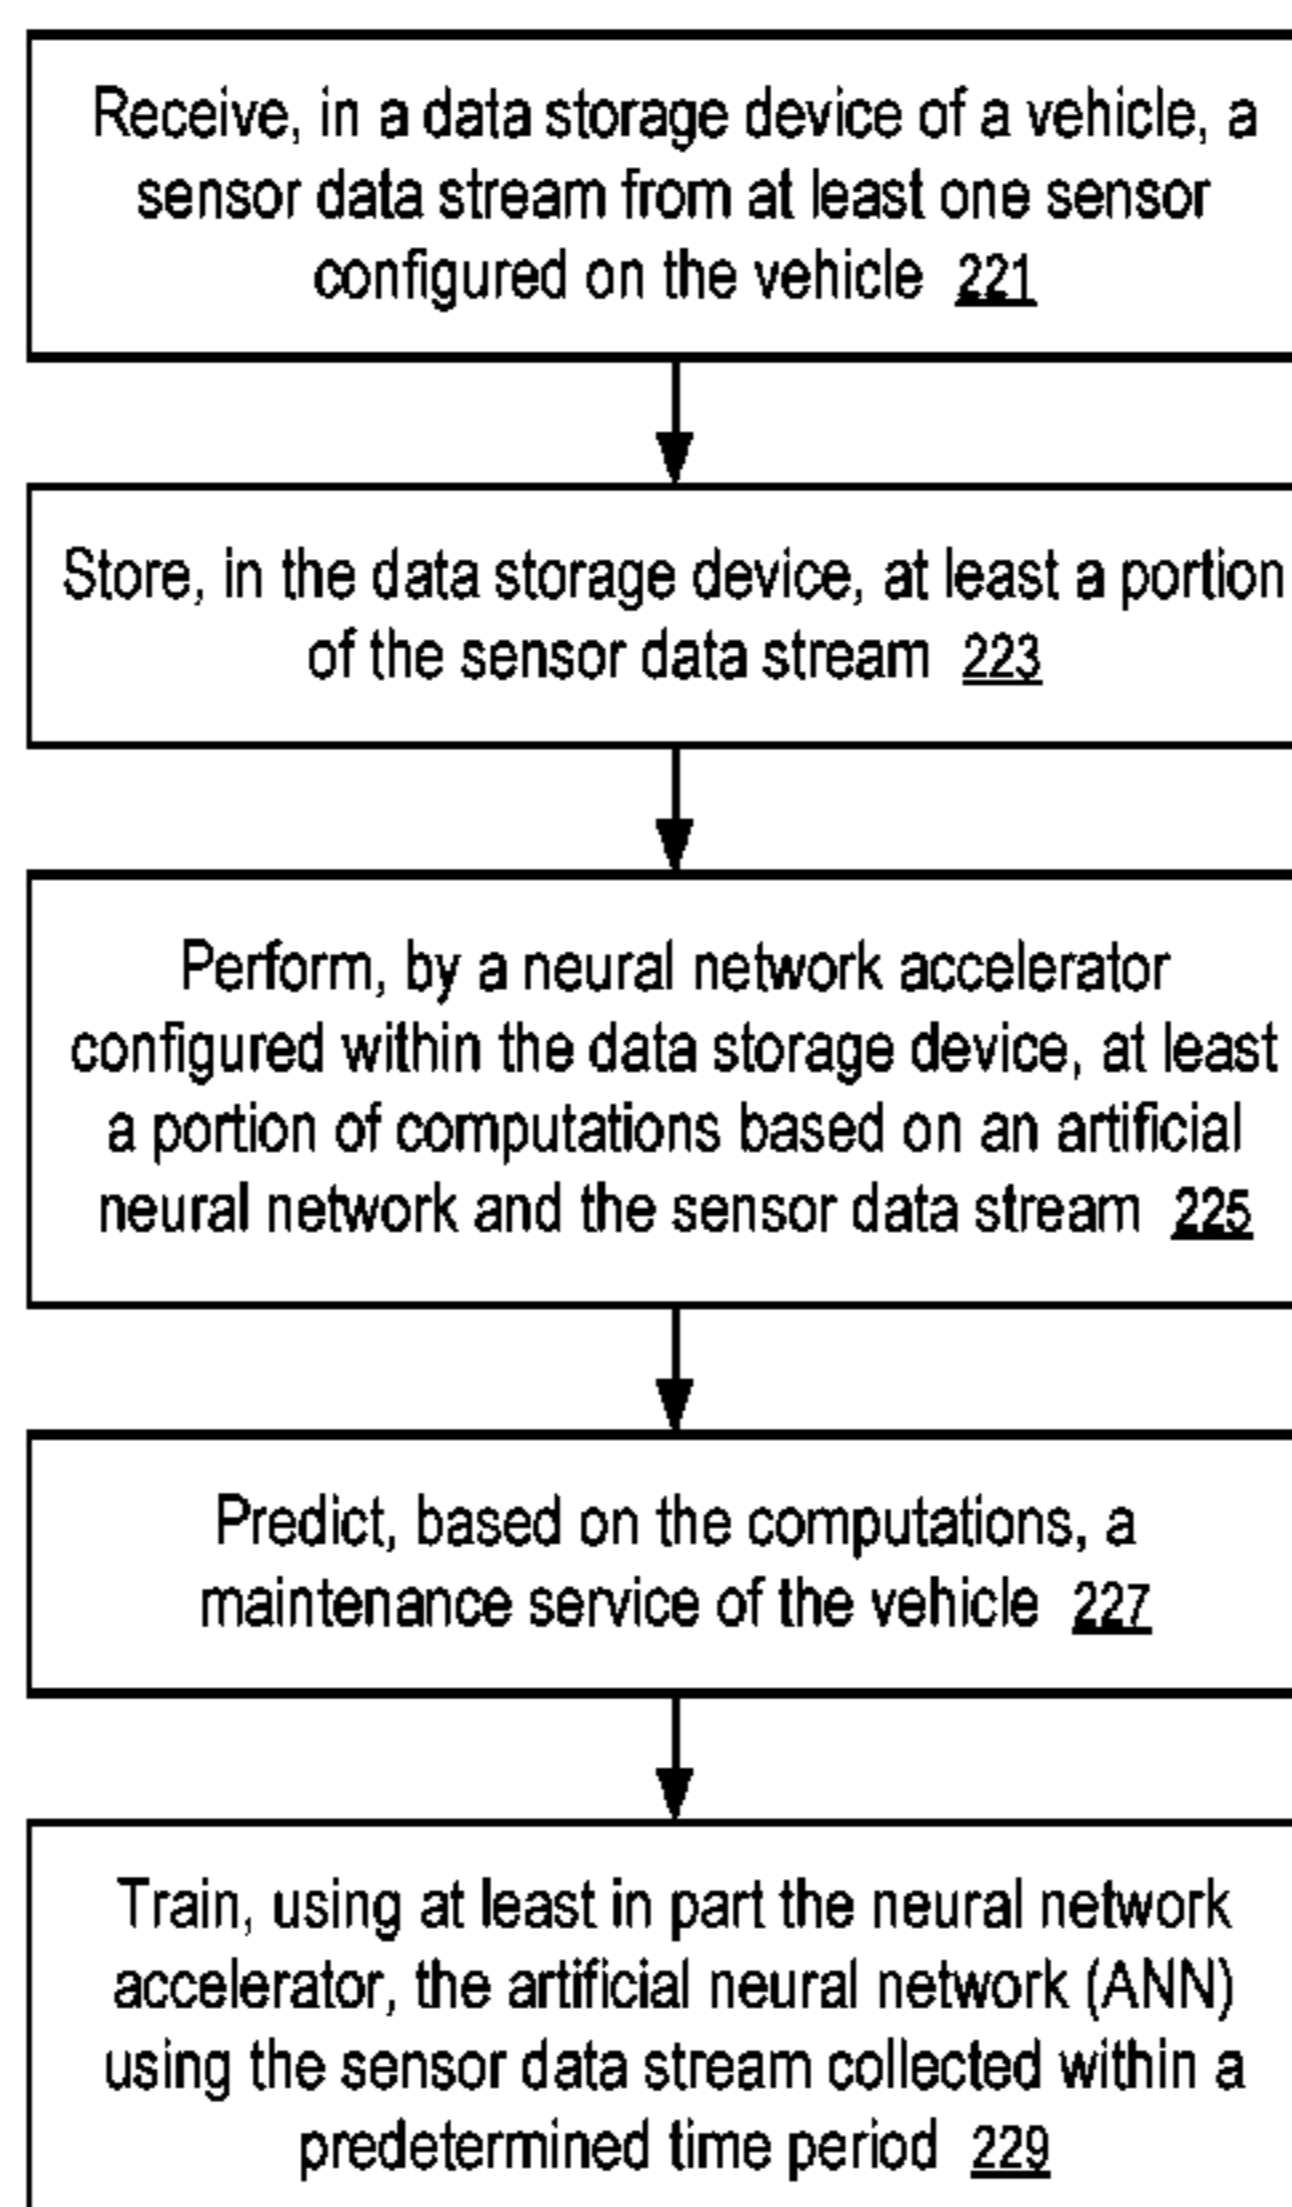 Receive, in a data storage device of a vehicle, a
sensor data stream from at least one sensor
configured on the vehicle 221
Store, in the data storage device, at least a portion
of the sensor data stream 223
Perform, by a neural network accelerator
configured within the data storage device, at least
a portion of computations based on an artificial
neural network and the sensor data stream 225
Predict, based on the computations, a
maintenance service of the vehicle 227
Train, using at least in part the neural network
accelerator, the artificial neural network (ANN)
using the sensor data stream collected within a
predetermined time period 229